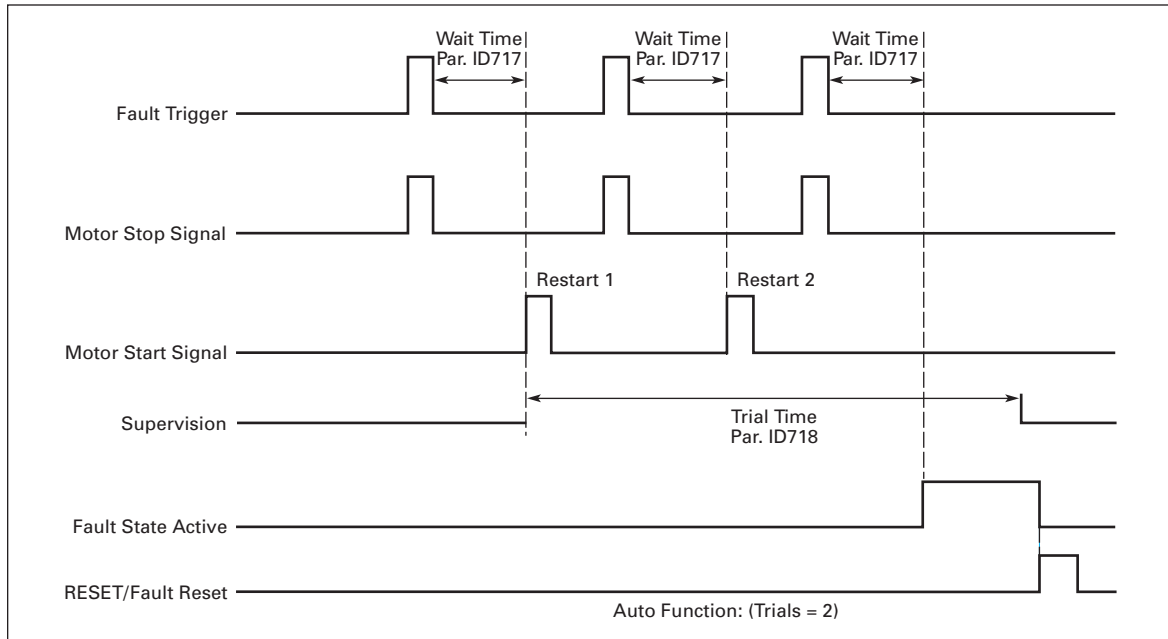 Wait Time
Par. ID717
Wait Time
Par. ID717
Wait Time
Par. ID717
Fault Trigger
Motor Stop Signal
Restart 1
Restart 2
Motor Start Signal
Supervision
Trial Time
Par. ID718
Fault State Active
RESET/Fault Reset
Auto Function: (Trials = 2)